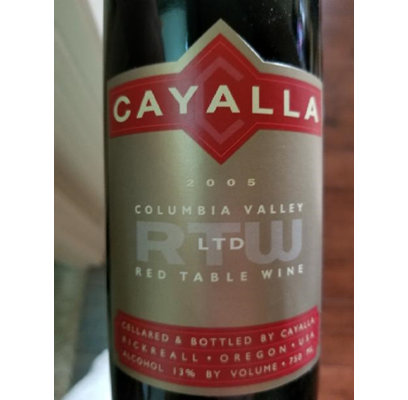 CAYALLA
2005
COLUMBIA VALLEY
RTW
LTD
RED TABLE WINE
CELLARED & BOTTLED BY CAYALLA
RICKREALL • OREGON • USA
ALCOHOL 13% BY VOLUME • 750 ML